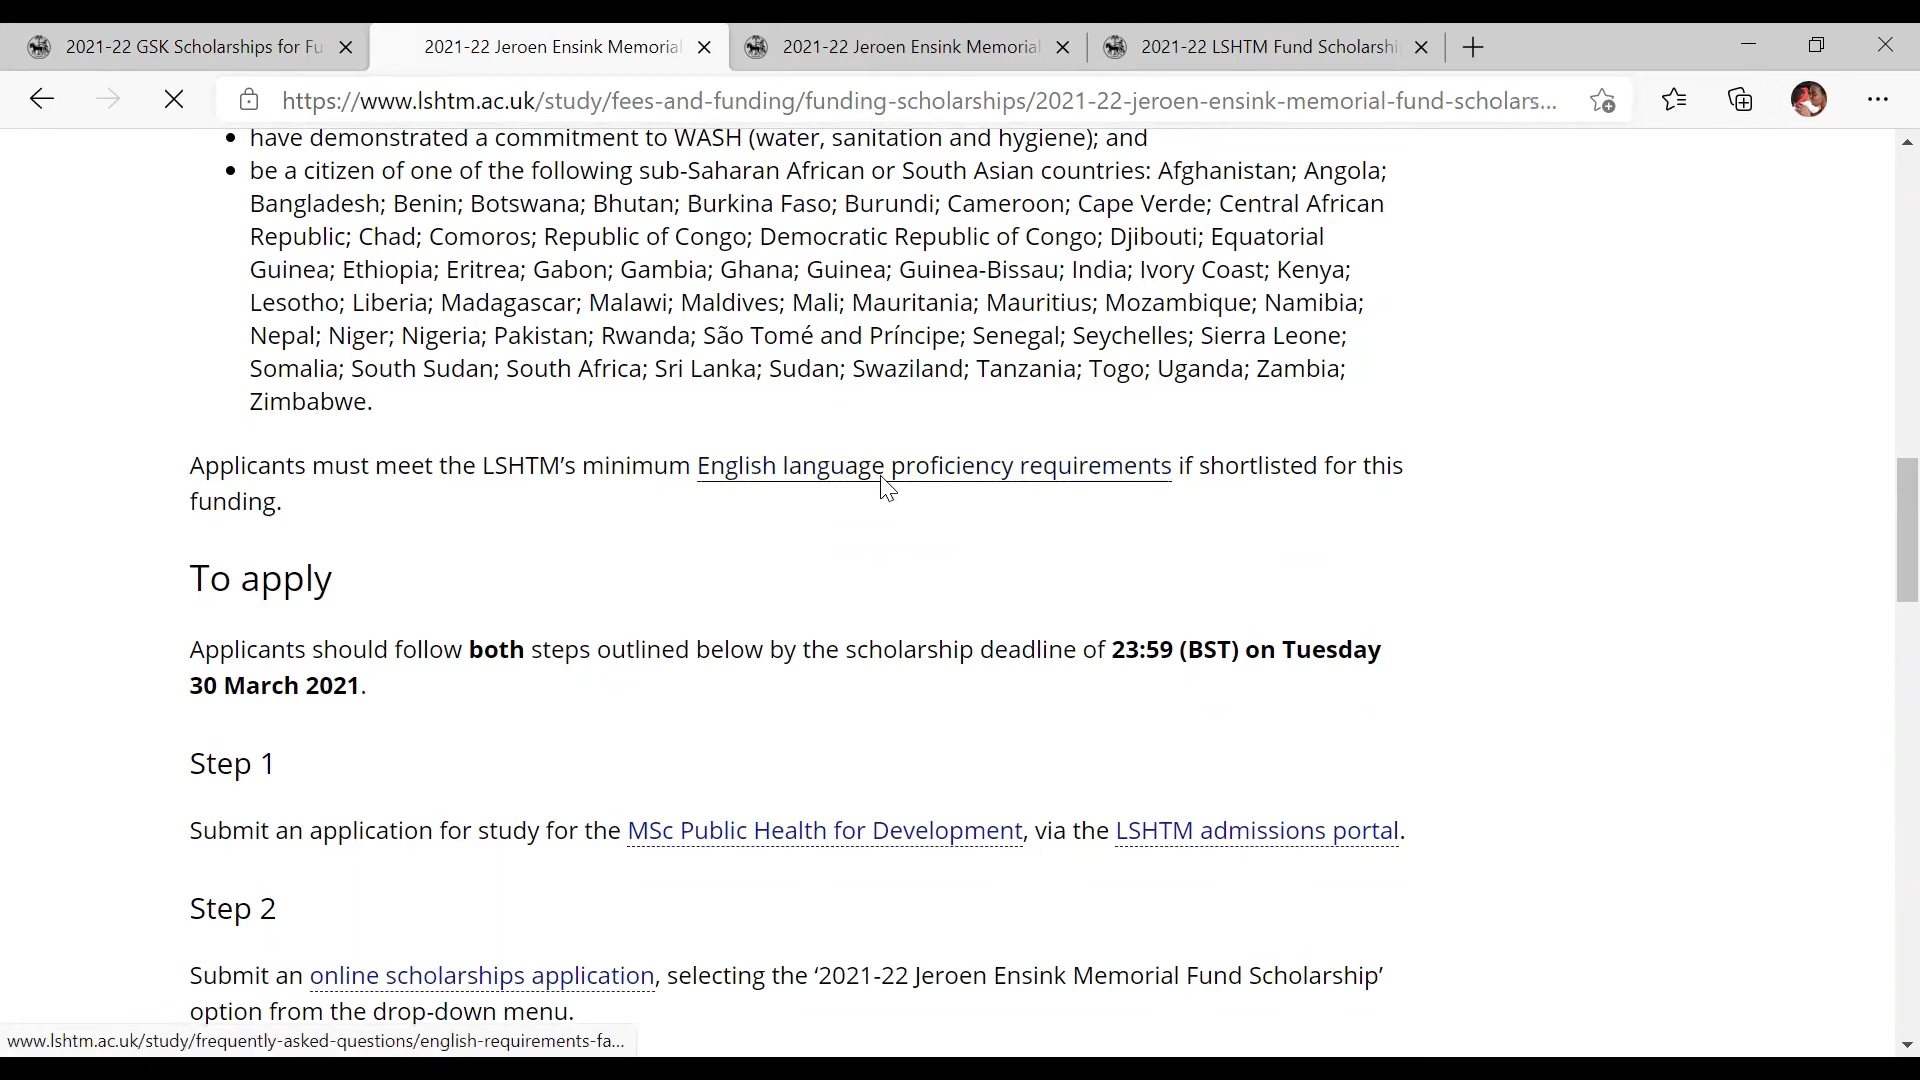 2021-22 GSK Scholarships for Fu
2021-22 Jeroen Ensink Memorial
2021-22 Jeroen Ensink Memorial
2021-22 LSHTM Fund Scholarshi
https://www.lshtm.ac.uk/study/fees-and-funding/funding-scholarships/2021-22-jeroen-ensink-memorial-fund-scholars...
have demonstrated a commitment to WASH (water, sanitation and hygiene); and
be a citizen of one of the following sub-Saharan African or South Asian countries: Afghanistan; Angola;
Bangladesh; Benin; Botswana; Bhutan; Burkina Faso; Burundi; Cameroon; Cape Verde; Central African
Republic; Chad; Comoros; Republic of Congo; Democratic Republic of Congo; Djibouti; Equatorial
Guinea; Ethiopia; Eritrea; Gabon; Gambia; Ghana; Guinea; Guinea-Bissau; India; Ivory Coast; Kenya;
Lesotho; Liberia; Madagascar; Malawi; Maldives; Mali; Mauritania; Mauritius; Mozambique; Namibia;
Nepal; Niger; Nigeria; Pakistan; Rwanda; São Tomé and Príncipe; Senegal; Seychelles; Sierra Leone;
Somalia; South Sudan; South Africa; Sri Lanka; Sudan; Swaziland; Tanzania; Togo; Uganda; Zambia;
Zimbabwe.
Applicants must meet the LSHTM's minimum English language proficiency requirements if shortlisted for this
funding.
To apply
Applicants should follow both steps outlined below by the scholarship deadline of 23:59 (BST) on Tuesday
30 March 2021.
Step 1
Submit an application for study for the MSc Public Health for Development, via the LSHTM admissions portal.
Step 2
Submit an online scholarships application, selecting the ‘2021-22 Jeroen Ensink Memorial Fund Scholarship’
option from the drop-down menu.
www.lshtm.ac.uk/study/frequently-asked-questions/english-requirements-fa...